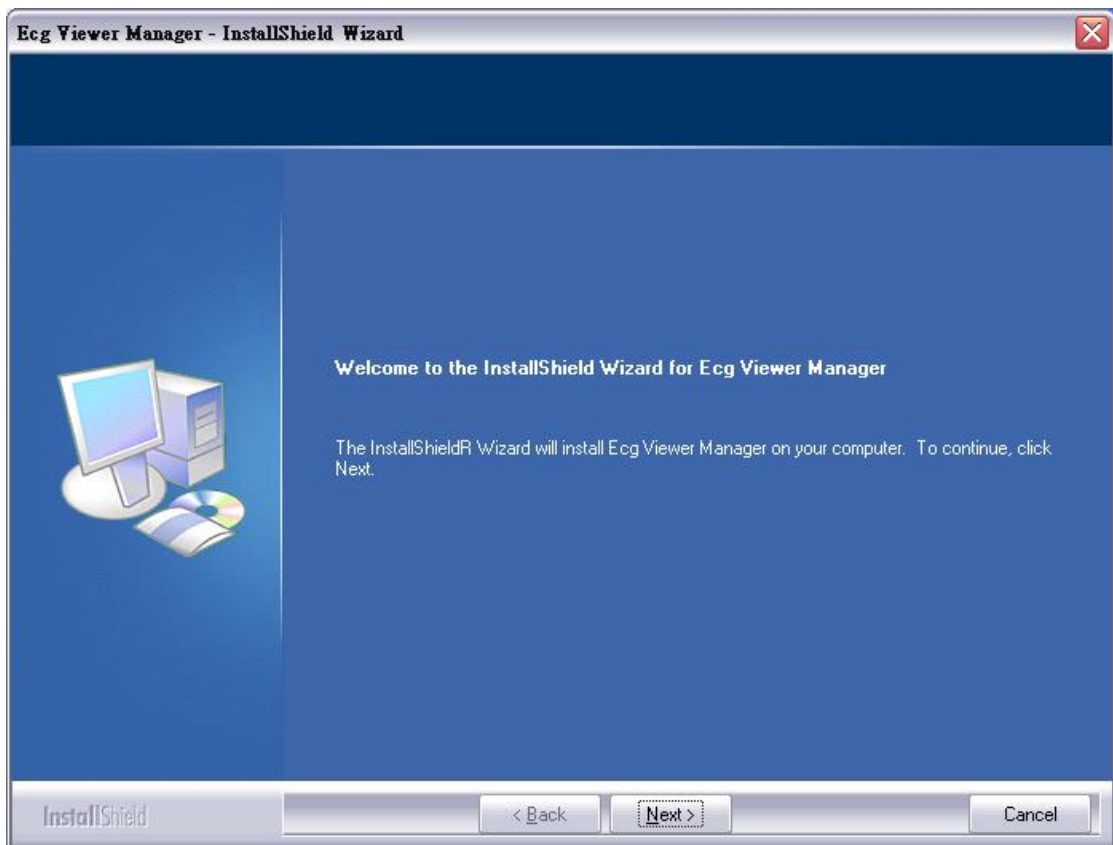 Ecg Viewer Manager - InstallShield Wizard
Welcome to the InstallShield Wizard for Ecg Viewer Manager
The InstallShieldR Wizard will install Ecg Viewer Manager on your computer.  To continue, click
Next.
InstallShield
< Back
Next >
Cancel